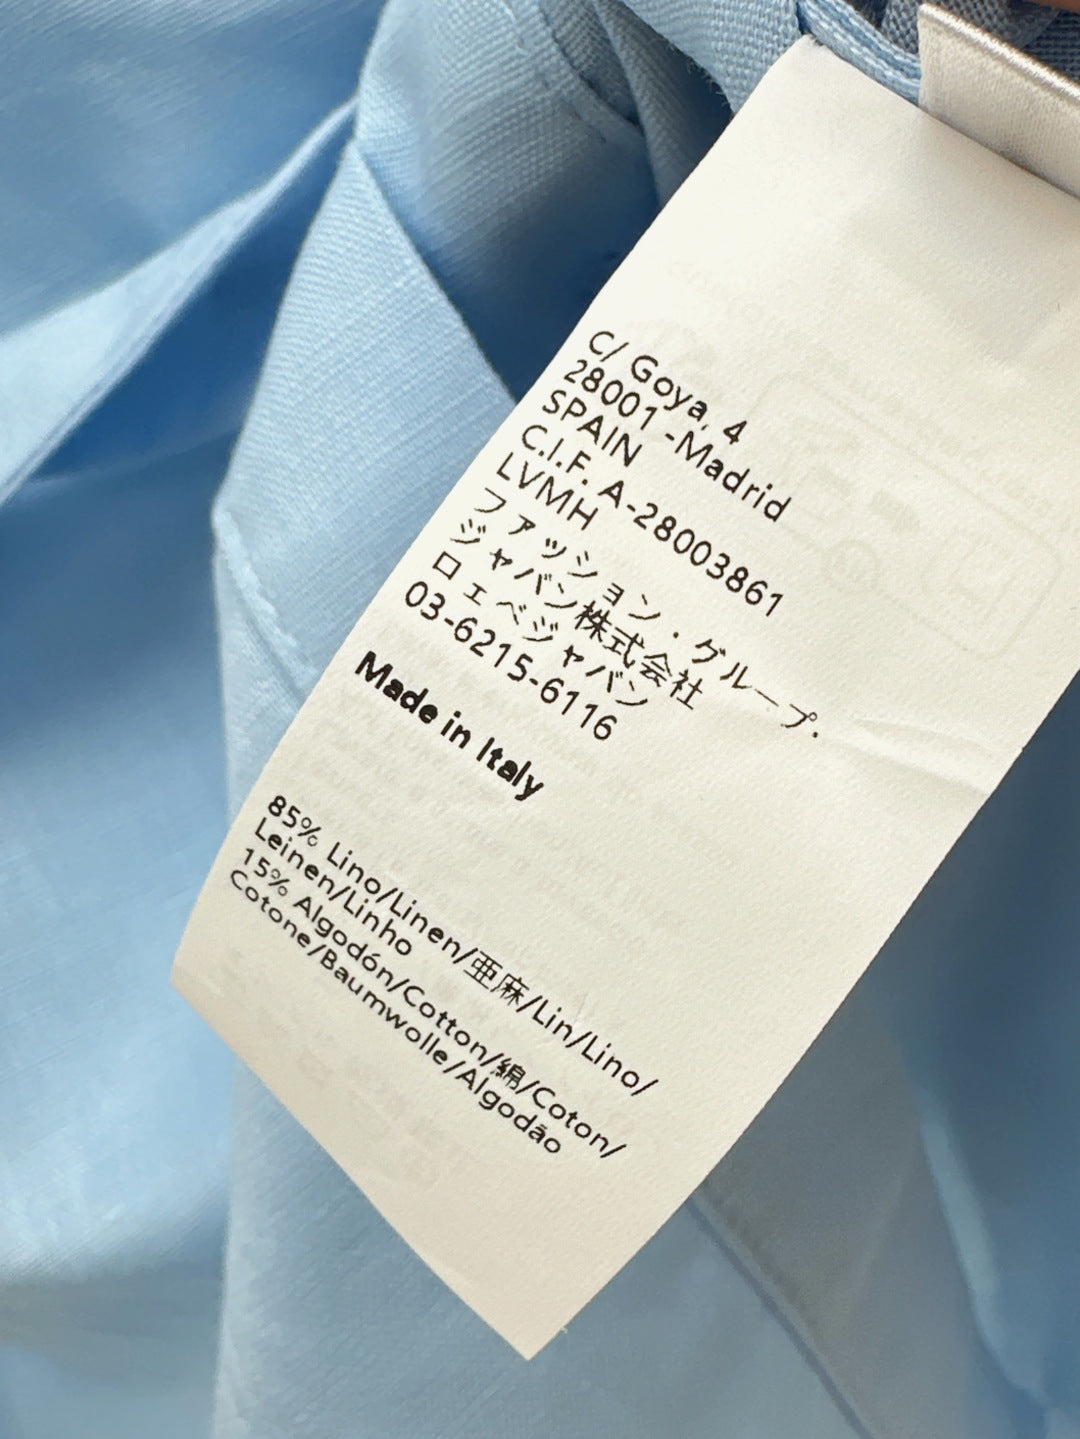 C/ Goya, 4
28001 -Madrid
SPAIN
C.I.F. A-28003861
LVMH
ファッション・グループ・
ジャパン株式会社
ロエベジャパン
03-6215-6116
Made in Italy
85% Lino/Linen/亜麻/Lin/Lino/
Leinen/Linho
15% Algodón/Cotton/綿/Coton/
Cotone/Baumwolle/Algodão